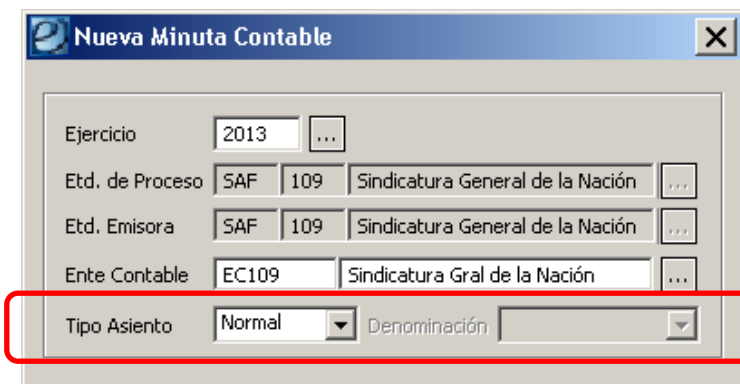 Nueva Minuta Contable
Ejercicio 2013 ...
Etd. de Proceso SAF 109 Sindicatura General de la Nación ...
Etd. Emisora SAF 109 Sindicatura General de la Nación ...
Ente Contable EC109 Sindicatura Gral de la Nación ...
Tipo Asiento Normal Denominación